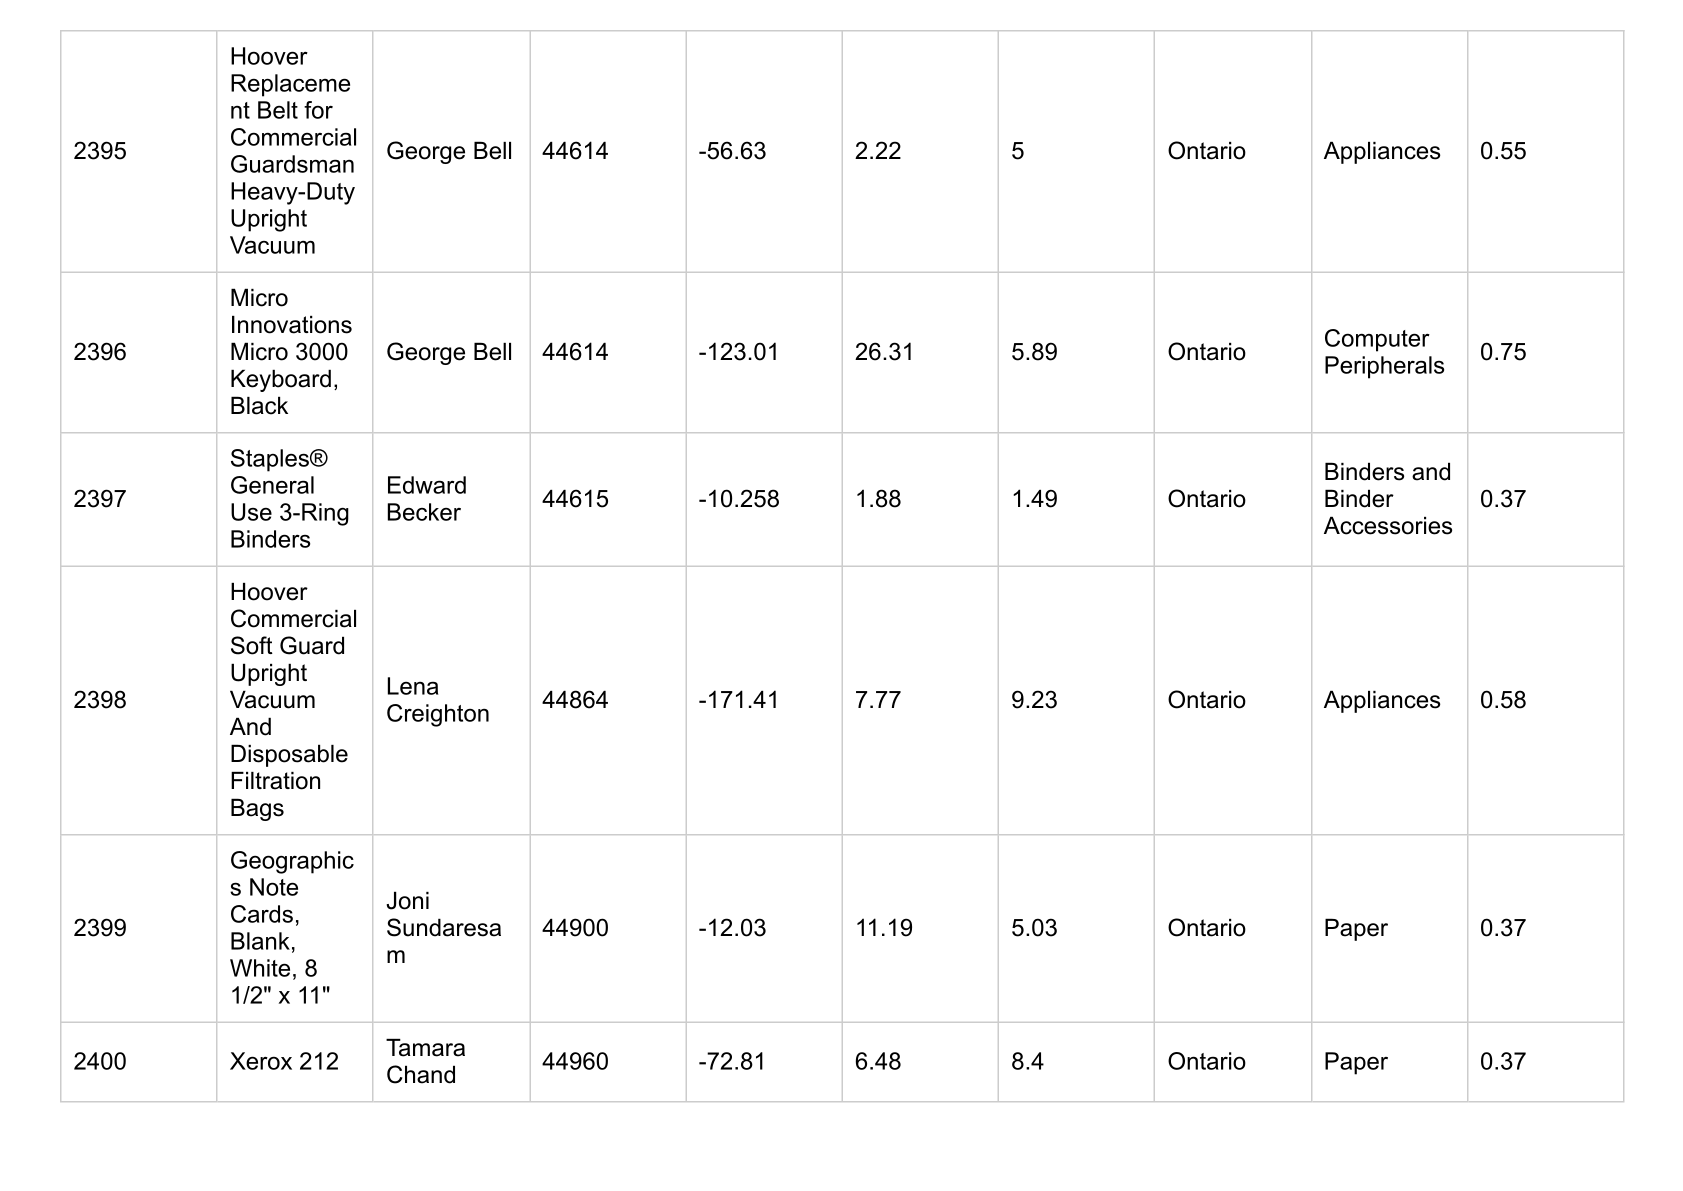 2395
Hoover
Replaceme
nt Belt for
Commercial
Guardsman
Heavy-Duty
Upright
Vacuum
George Bell
44614
-56.63
2.22
5
Ontario
Appliances
0.55
2396
Micro
Innovations
Micro 3000
Keyboard,
Black
George Bell
44614
-123.01
26.31
5.89
Ontario
Computer
Peripherals
0.75
2397
Staples®
General
Use 3-Ring
Binders
Edward
Becker
44615
-10.258
1.88
1.49
Ontario
Binders and
Binder
Accessories
0.37
2398
Hoover
Commercial
Soft Guard
Upright
Vacuum
And
Disposable
Filtration
Bags
Lena
Creighton
44864
-171.41
7.77
9.23
Ontario
Appliances
0.58
2399
Geographic
s Note
Cards,
Blank,
White, 8
1/2" x 11"
Joni
Sundaresa
m
44900
-12.03
11.19
5.03
Ontario
Paper
0.37
2400
Xerox 212
Tamara
Chand
44960
-72.81
6.48
8.4
Ontario
Paper
0.37